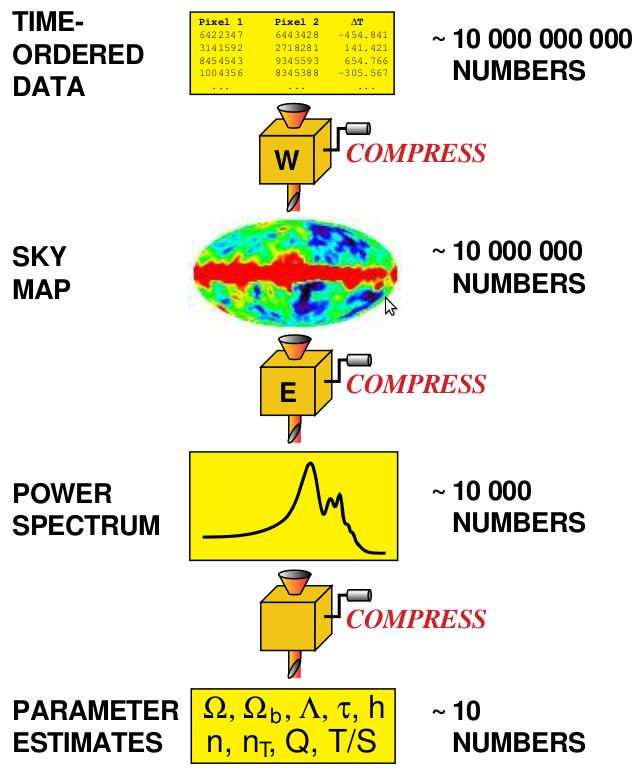 TIME-
ORDERED
DATA
Pixel 1 Pixel 2 ΔT
6422347 6443428 -454.841
3141592 2718281 141.421
8454543 9345593 654.766
1004356 8345388 -305.567
... ... ...
~ 10 000 000 000
NUMBERS
W
COMPRESS
SKY
MAP
~ 10 000 000
NUMBERS
E
COMPRESS
POWER
SPECTRUM
~ 10 000
NUMBERS
COMPRESS
PARAMETER
ESTIMATES
Ω, Ωb, Λ, τ, h
n, nT, Q, T/S
~ 10
NUMBERS